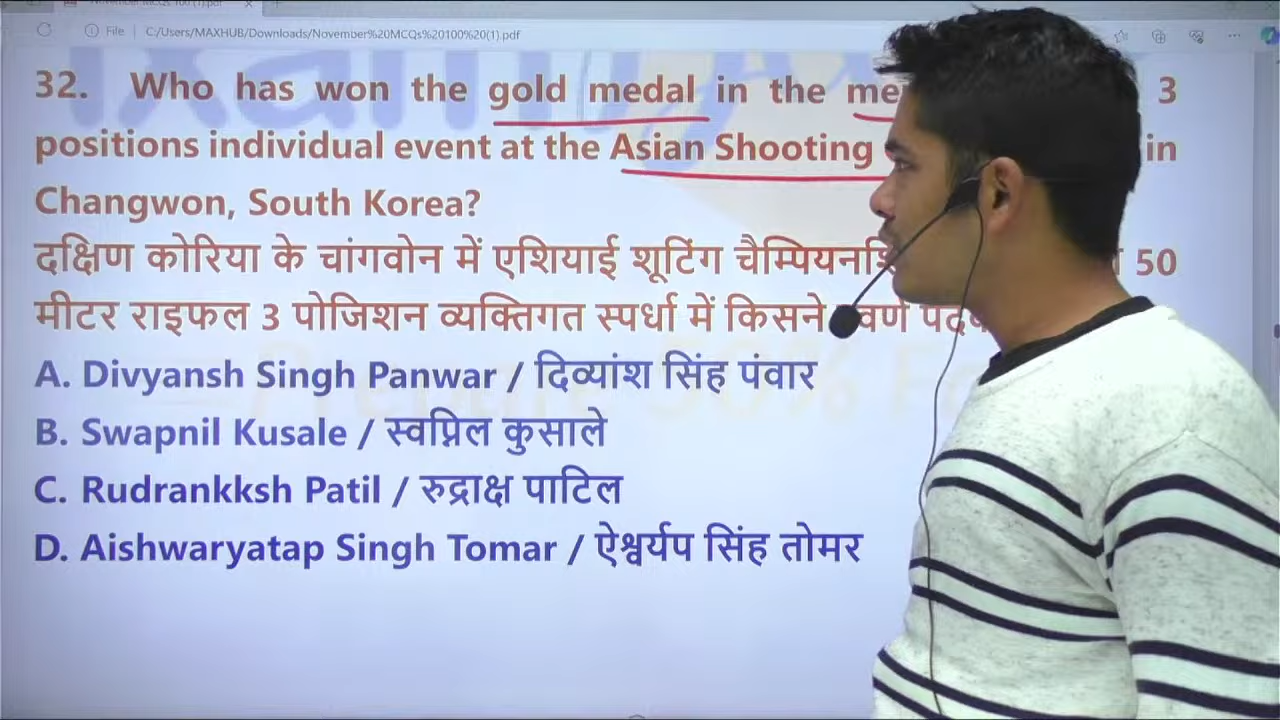 File C:/Users/MAXHUB/Downloads/November%20MCQs%20100%20(1).pdf
32. Who has won the gold medal in the 3
positions individual event at the Asian Shooting in
Changwon, South Korea?
दक्षिण कोरिया के चांगवोन में एशियाई शूटिंग 50
मीटर राइफल 3 पोजिशन व्यक्तिगत स्पर्धा में किसने
A. Divyansh Singh Panwar / दिव्यांश सिंह पंवार
B. Swapnil Kusale / स्वप्निल कुसाले
C. Rudrankksh Patil / रुद्राक्ष पाटिल
D. Aishwaryatap Singh Tomar / ऐश्वर्यप सिंह तोमर